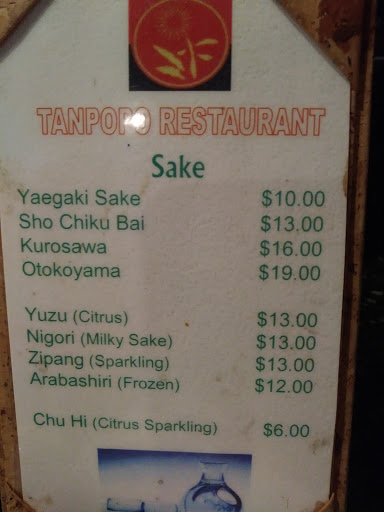 TANPOPO RESTAURANT
Sake
Yaegaki Sake $10.00
Sho Chiku Bai $13.00
Kurosawa $16.00
Otokoyama $19.00
Yuzu (Citrus) $13.00
Nigori (Milky Sake) $13.00
Zipang (Sparkling) $13.00
Arabashiri (Frozen) $12.00
Chu Hi (Citrus Sparkling) $6.00